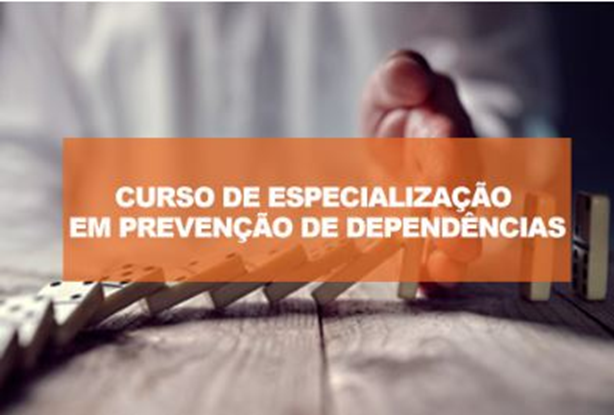 CURSO DE ESPECIALIZAÇÃO
EM PREVENÇÃO DE DEPENDÊNCIAS